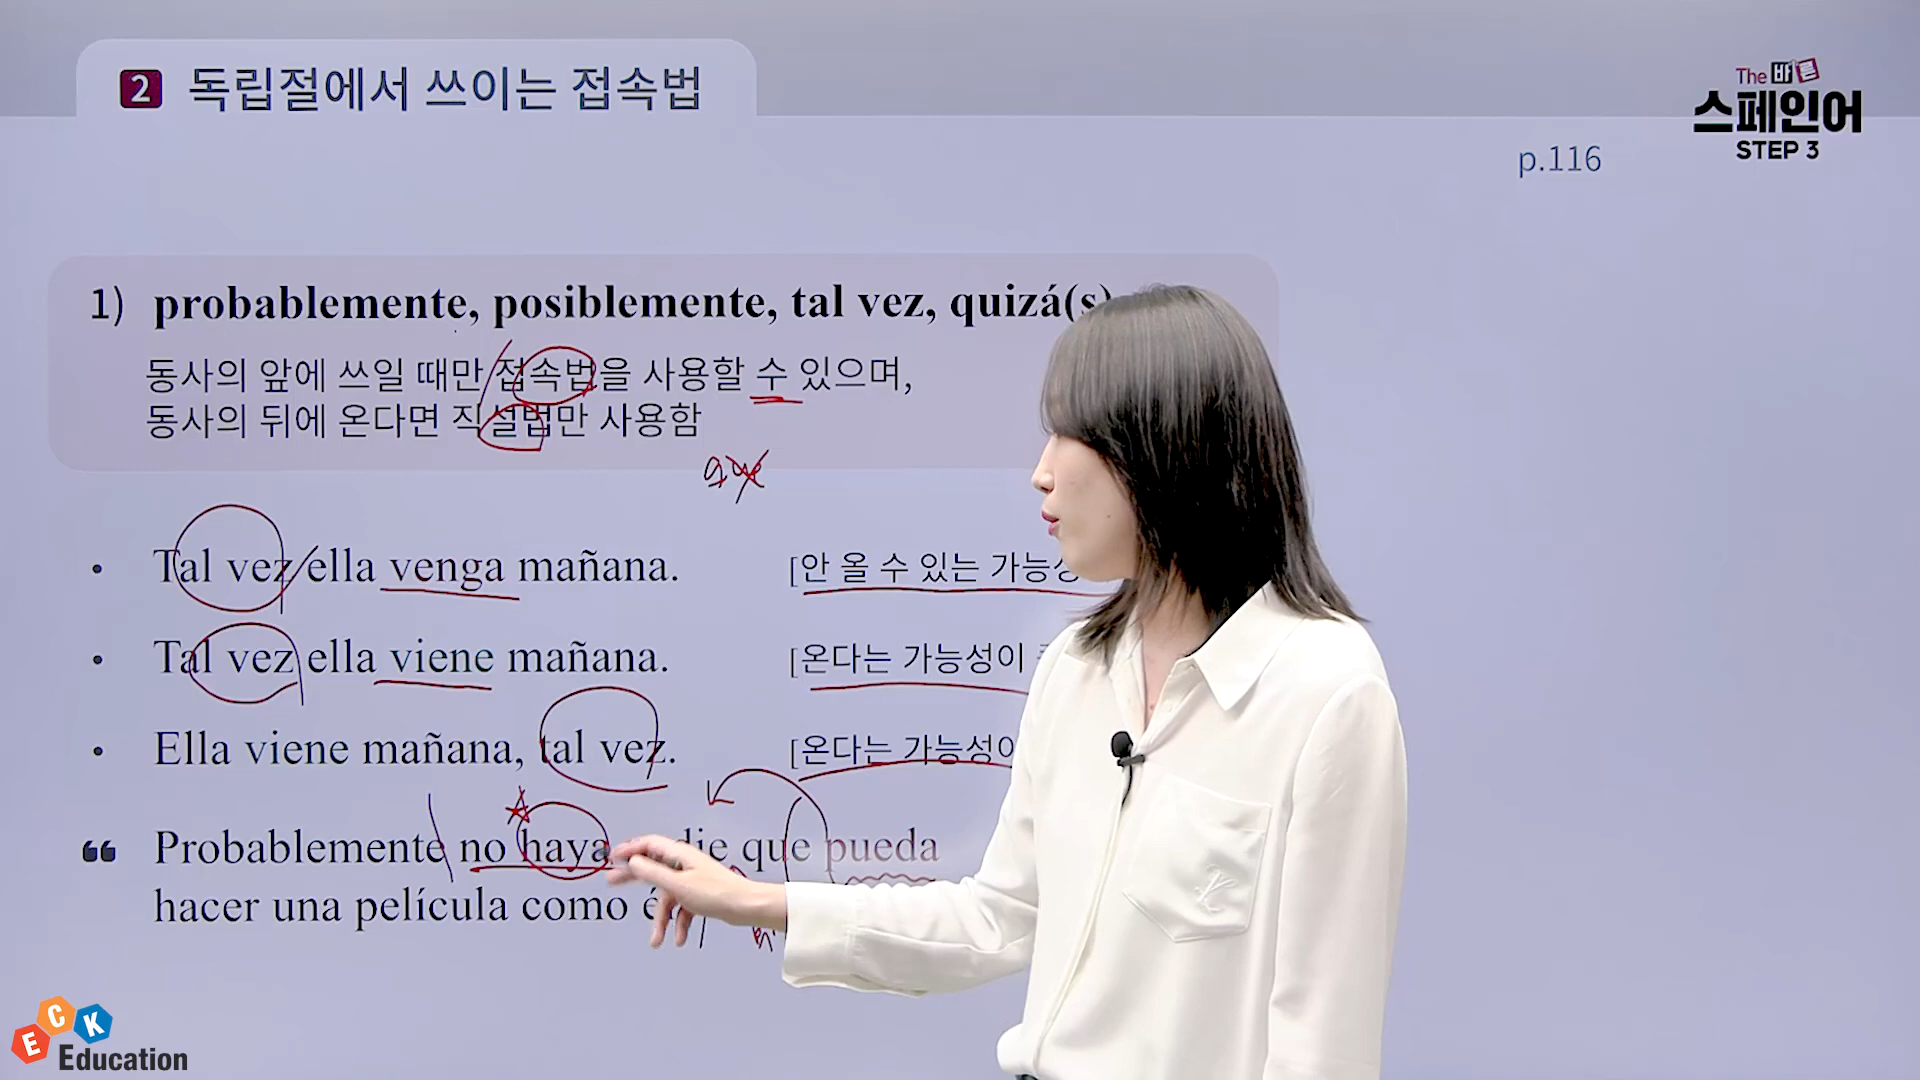 2 독립절에서 쓰이는 접속법
The 바른
스페인어
STEP 3
p.116
1) probablemente, posiblemente, tal vez, quizá(s)
동사의 앞에 쓰일 때만 접속법을 사용할 수 있으며,
동사의 뒤에 온다면 직설법만 사용함
que
• Tal vez ella venga mañana. [안 올 수 있는 가능성
• Tal vez ella viene mañana. [온다는 가능성이
• Ella viene mañana, tal vez. [온다는 가능성이
“ Probablemente no haya que pueda
hacer una película como
ECK
Education